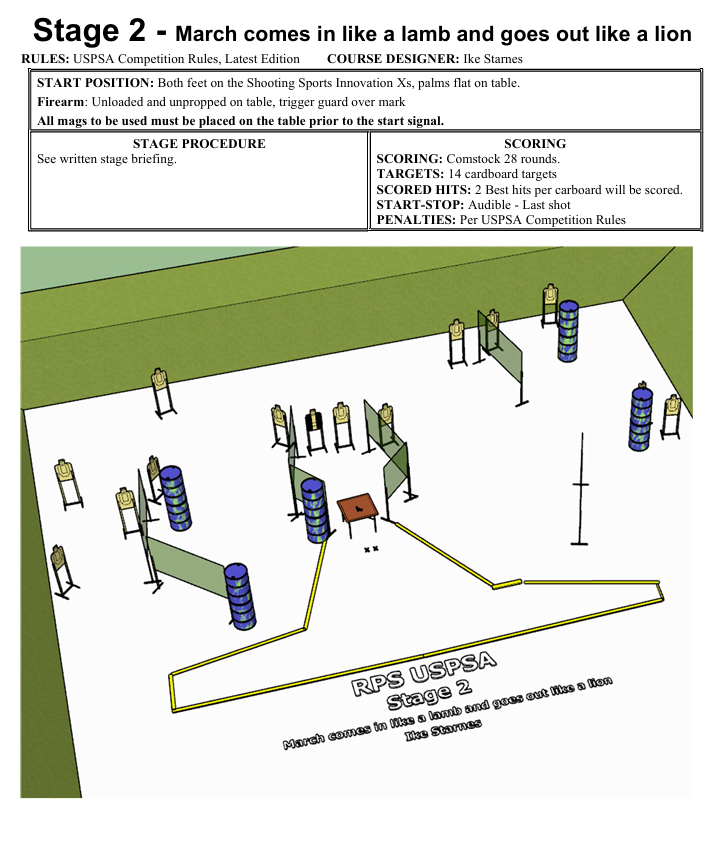 Stage 2 - March comes in like a lamb and goes out like a lion
RULES: USPSA Competition Rules, Latest Edition COURSE DESIGNER: Ike Starnes
START POSITION: Both feet on the Shooting Sports Innovation Xs, palms flat on table.
Firearm: Unloaded and unpropped on table, trigger guard over mark
All mags to be used must be placed on the table prior to the start signal.
STAGE PROCEDURE
See written stage briefing.
SCORING
SCORING: Comstock 28 rounds.
TARGETS: 14 cardboard targets
SCORED HITS: 2 Best hits per carboard will be scored.
START-STOP: Audible - Last shot
PENALTIES: Per USPSA Competition Rules
x x
RPS USPSA
Stage 2
March comes in like a lamb and goes out like a lion
Ike Starnes